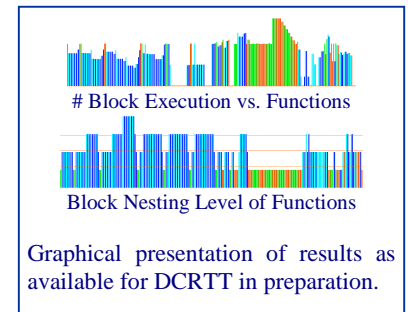 # Block Execution vs. Functions
Block Nesting Level of Functions
Graphical presentation of results as
available for DCRTT in preparation.